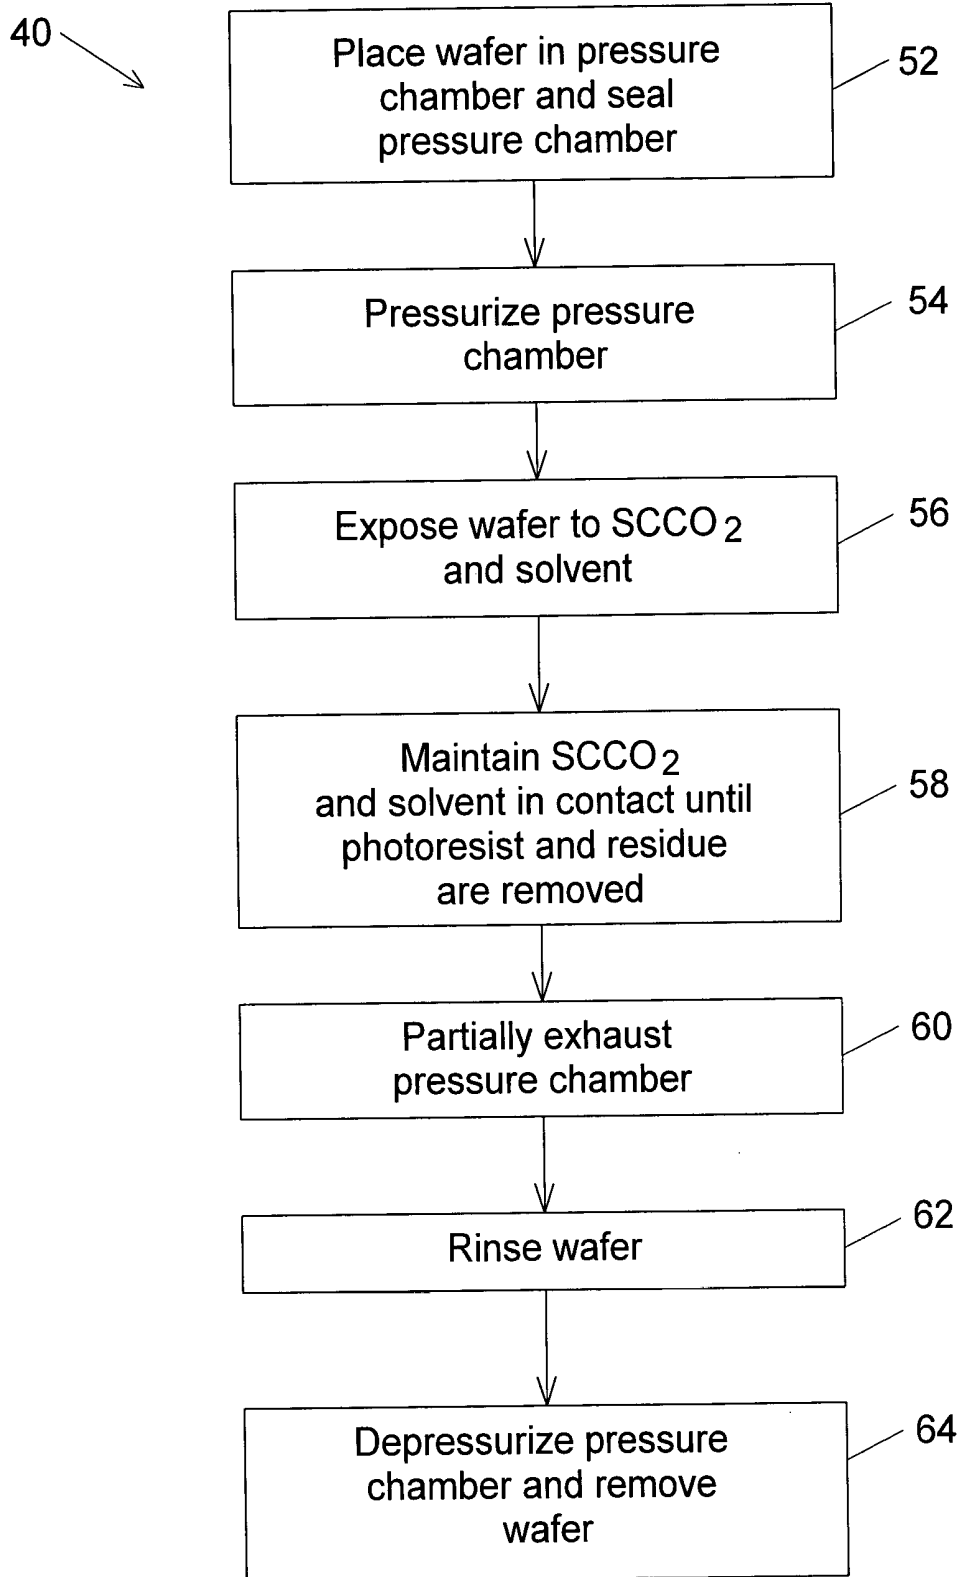 40
Place wafer in pressure
chamber and seal
pressure chamber
52
Pressurize pressure
chamber
54
Expose wafer to SCCO2
and solvent
56
Maintain SCCO2
and solvent in contact until
photoresist and residue
are removed
58
Partially exhaust
pressure chamber
60
Rinse wafer
62
Depressurize pressure
chamber and remove
wafer
64